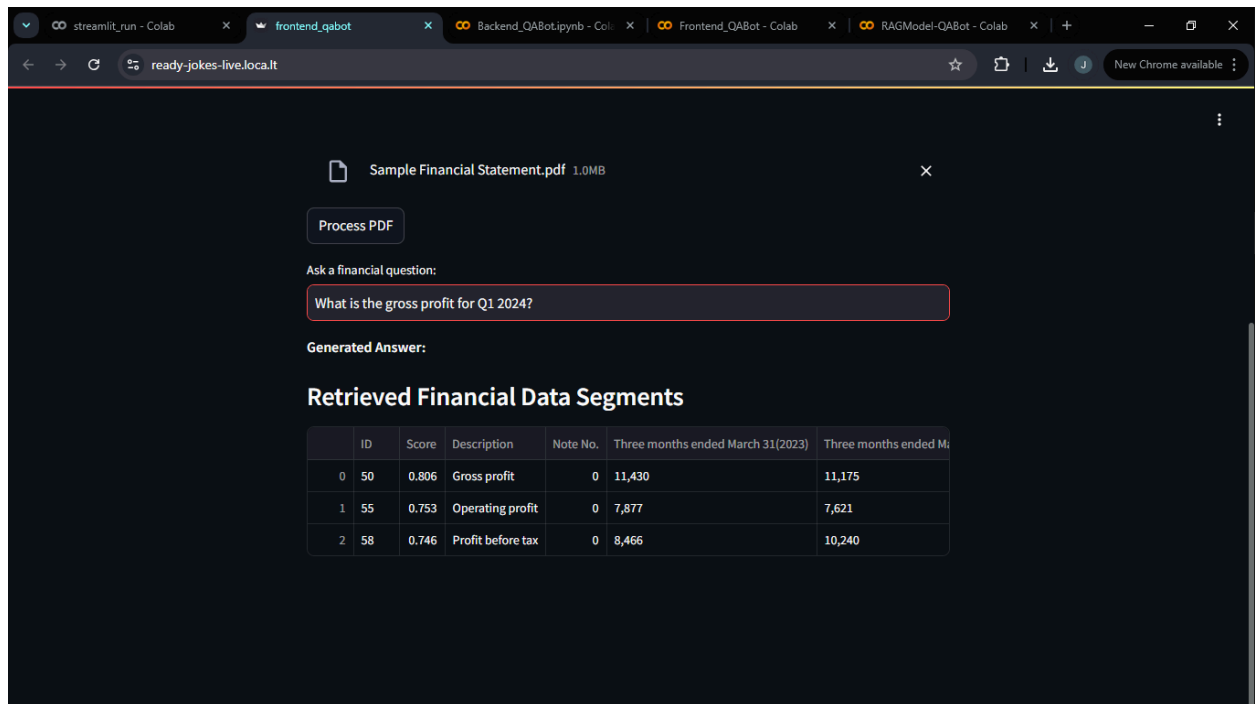 streamlit_run - Colab frontend_qabot Backend_QABot.ipynb - Col Frontend_QABot - Colab RAGModel-QABot - Colab
ready-jokes-live.loca.lt J New Chrome available
Sample Financial Statement.pdf 1.0MB
Process PDF
Ask a financial question:
What is the gross profit for Q1 2024?
Generated Answer:
Retrieved Financial Data Segments
ID Score Description Note No. Three months ended March 31(2023) Three months ended Ma
0 50 0.806 Gross profit 0 11,430 11,175
1 55 0.753 Operating profit 0 7,877 7,621
2 58 0.746 Profit before tax 0 8,466 10,240